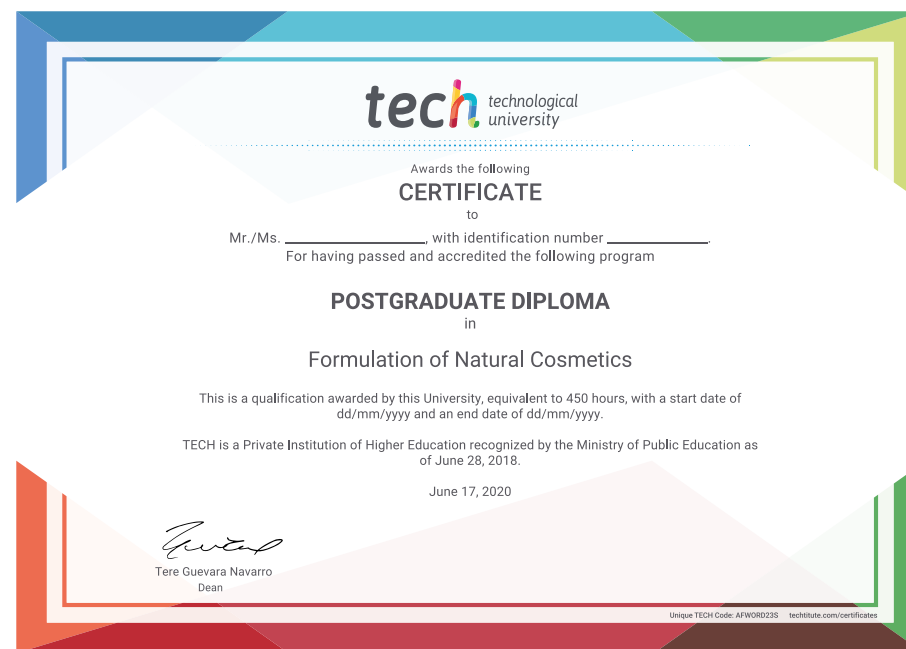 tech technological
university
Awards the following
CERTIFICATE
to
Mr./Ms. ____________________, with identification number ______________.
For having passed and accredited the following program
POSTGRADUATE DIPLOMA
in
Formulation of Natural Cosmetics
This is a qualification awarded by this University, equivalent to 450 hours, with a start date of
dd/mm/yyyy and an end date of dd/mm/yyyy.
TECH is a Private Institution of Higher Education recognized by the Ministry of Public Education as
of June 28, 2018.
June 17, 2020
Tere Guevara Navarro
Dean
Unique TECH Code: AFWORD23S techtitute.com/certificates